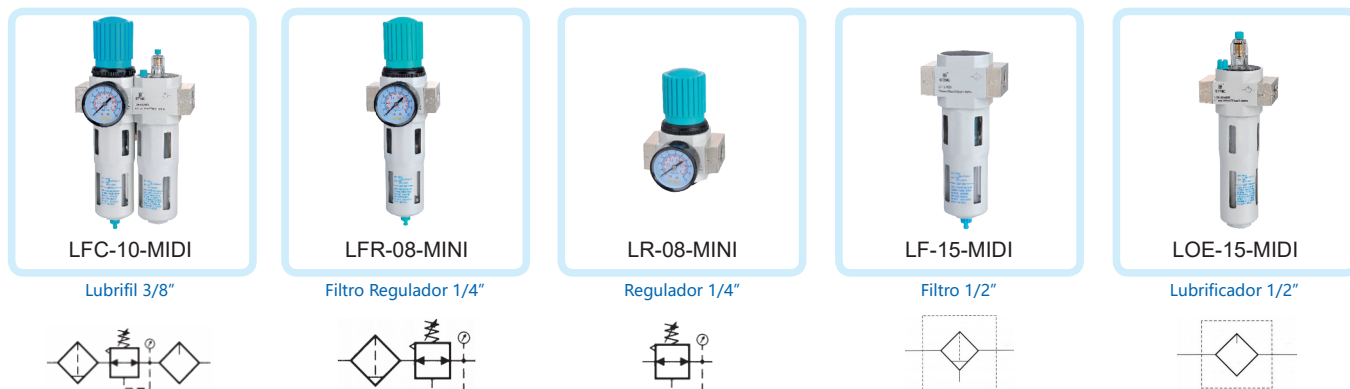 LFC-10-MIDI
LFR-08-MINI
LR-08-MINI
LF-15-MIDI
LOE-15-MIDI
Lubrifil 3/8”
Filtro Regulador 1/4”
Regulador 1/4”
Filtro 1/2”
Lubrificador 1/2”